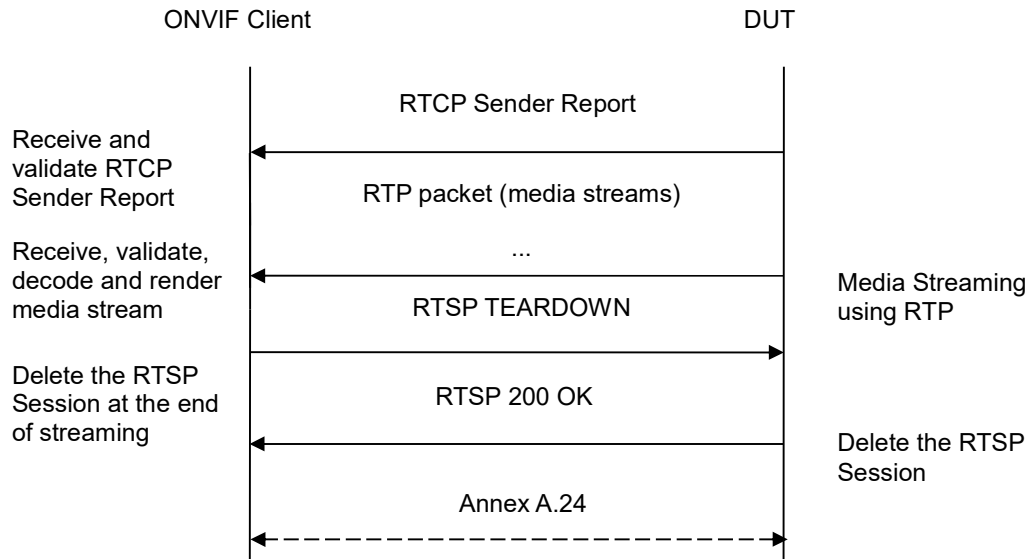 ONVIF Client
DUT
RTCP Sender Report
Receive and
validate RTCP
Sender Report
RTP packet (media streams)
Receive, validate,
decode and render
media stream
...
Media Streaming
using RTP
RTSP TEARDOWN
Delete the RTSP
Session at the end
of streaming
RTSP 200 OK
Delete the RTSP
Session
Annex A.24